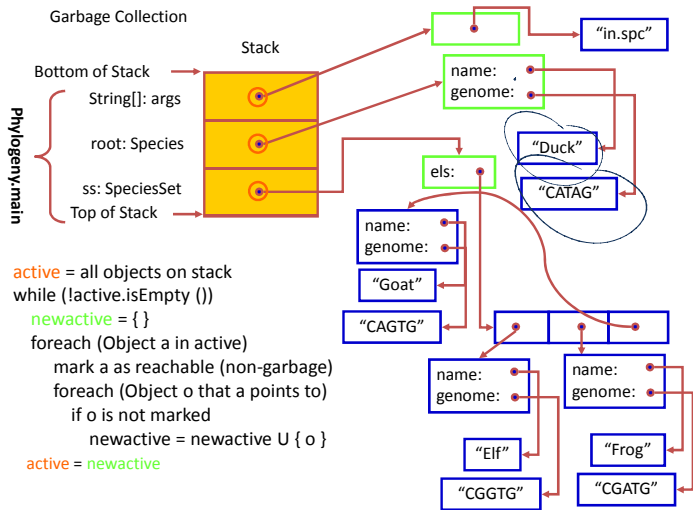 Garbage Collection
Stack
Bottom of Stack
String[]: args
root: Species
ss: SpeciesSet
Top of Stack
Phylogeny.main
"in.spc"
name:
genome:
"Duck"
"CATAG"
els:
name:
genome:
"Goat"
"CAGTG"
name:
genome:
"Elf"
"CGGTG"
name:
genome:
"Frog"
"CGATG"
active = all objects on stack
while (!active.isEmpty ())
newactive = { }
foreach (Object a in active)
mark a as reachable (non-garbage)
foreach (Object o that a points to)
if o is not marked
newactive = newactive U { o }
active = newactive